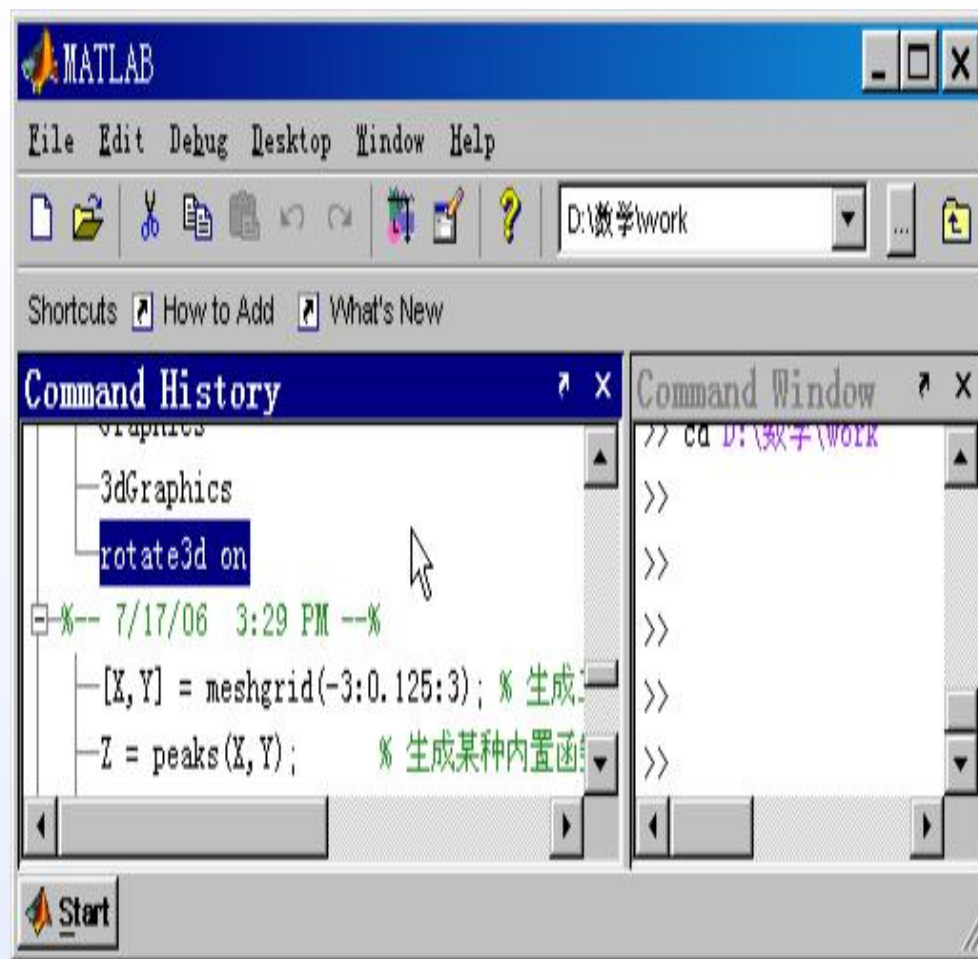 MATLAB
File Edit Debug Desktop Window Help
D:\数学\work
...
Shortcuts How to Add What's New
Command History
Graphics
3dGraphics
rotate3d on
%-- 7/17/06 3:29 PM --%
[X,Y] = meshgrid(-3:0.125:3); % 生成
Z = peaks(X,Y); % 生成某种内置函
Command Window
>> cd D:\数学\work
>>
>>
>>
>>
>>
Start